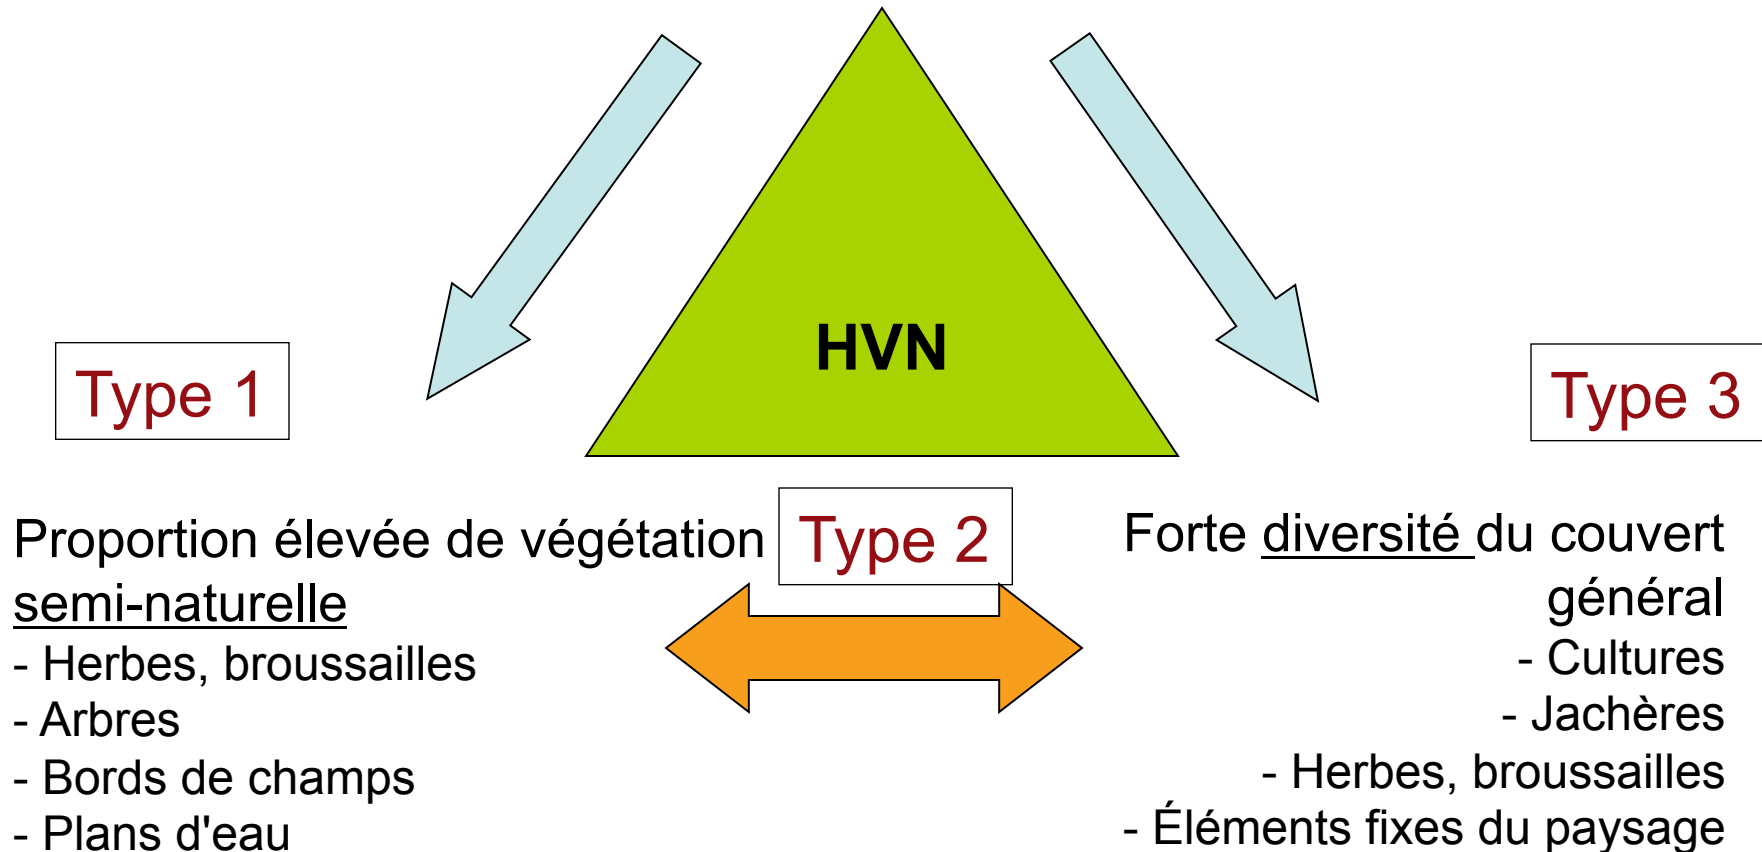 HVN
Type 1
Type 3
Type 2
Proportion élevée de végétation
semi-naturelle
- Herbes, broussailles
- Arbres
- Bords de champs
- Plans d'eau
Forte diversité du couvert
général
- Cultures
- Jachères
- Herbes, broussailles
- Éléments fixes du paysage